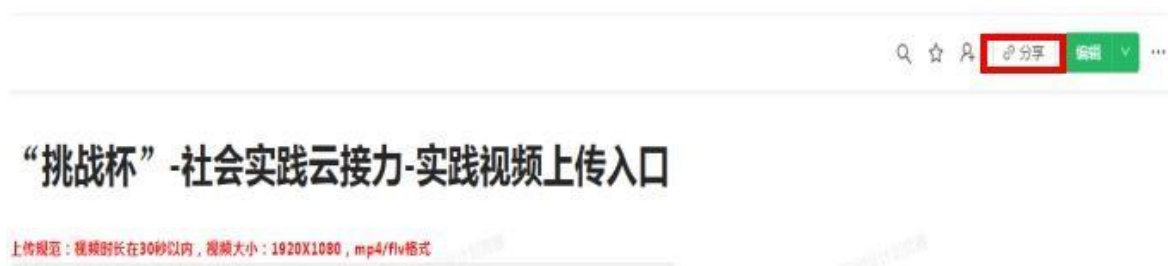 分享 编辑
“挑战杯”-社会实践云接力-实践视频上传入口
上传规范：视频时长在30秒以内，视频大小：1920X1080，mp4/flv格式